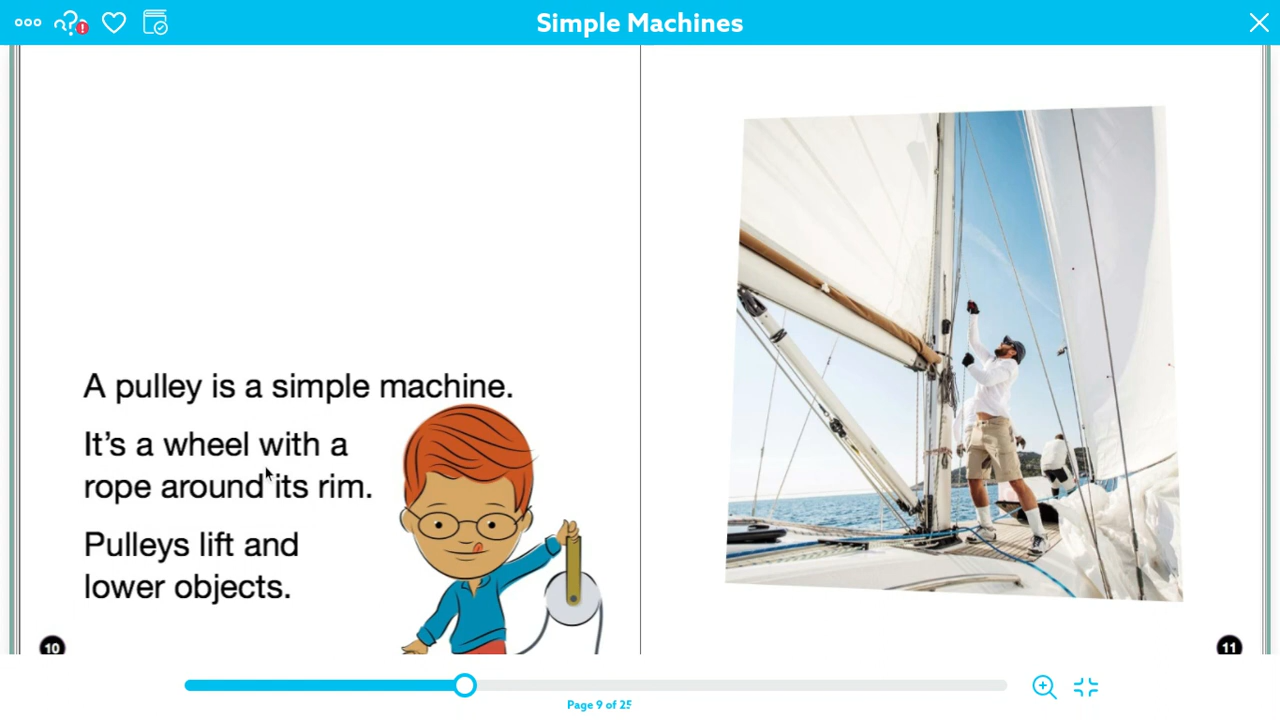 Simple Machines
A pulley is a simple machine.
It's a wheel with a
rope around its rim.
Pulleys lift and
lower objects.
10
11
Page 9 of 25